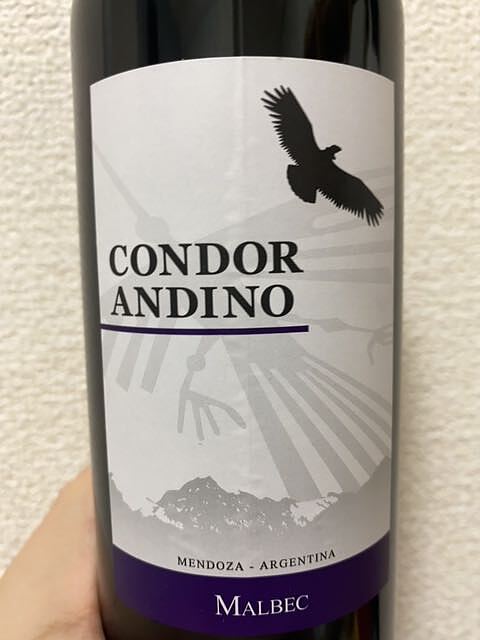 CONDOR
ANDINO
MENDOZA - ARGENTINA
MALBEC